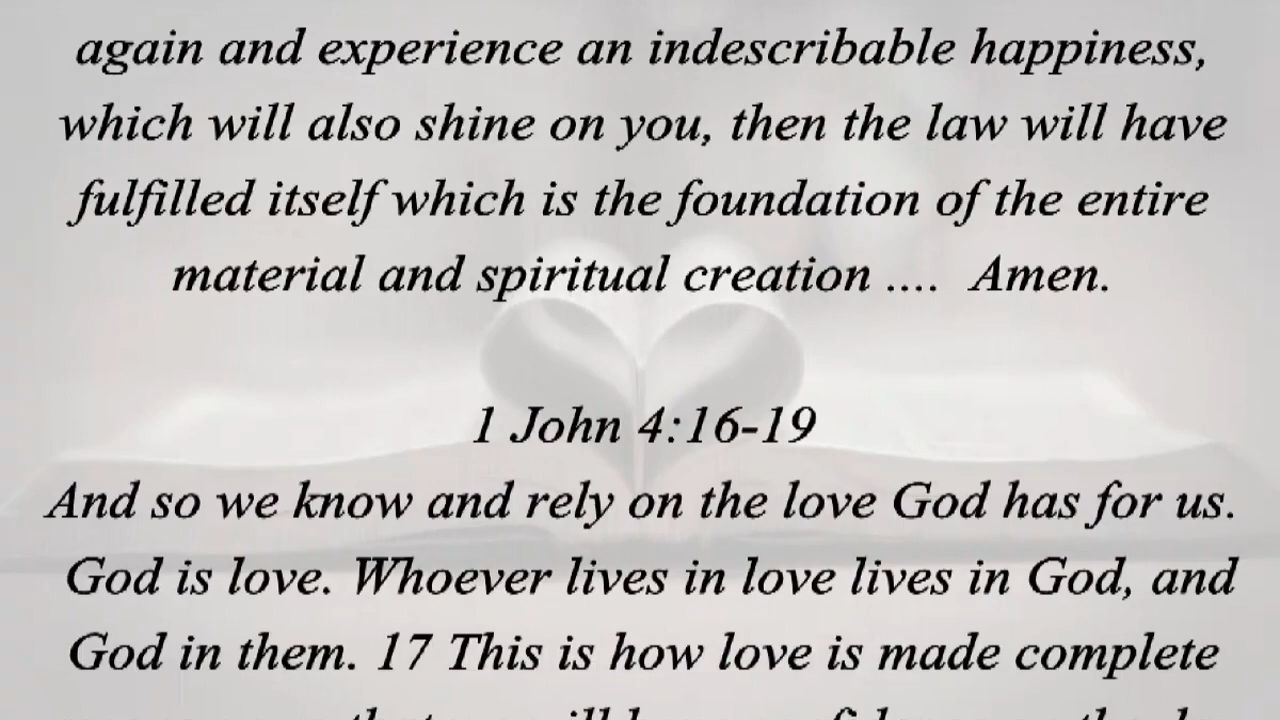 again and experience an indescribable happiness,
which will also shine on you, then the law will have
fulfilled itself which is the foundation of the entire
material and spiritual creation .... Amen.
1 John 4:16-19
And so we know and rely on the love God has for us.
God is love. Whoever lives in love lives in God, and
God in them. 17 This is how love is made complete